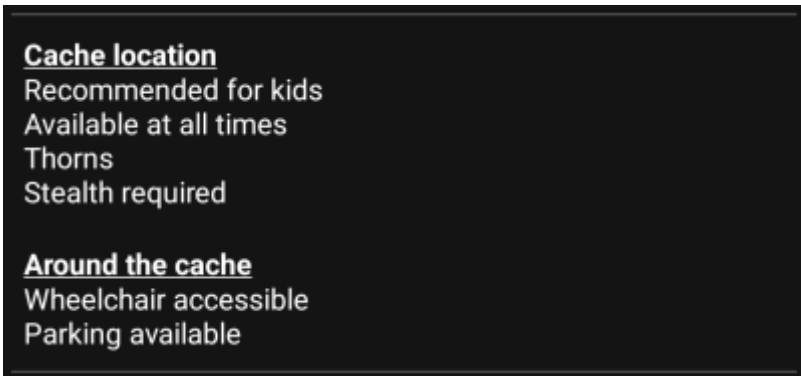 Cache location
Recommended for kids
Available at all times
Thorns
Stealth required
Around the cache
Wheelchair accessible
Parking available